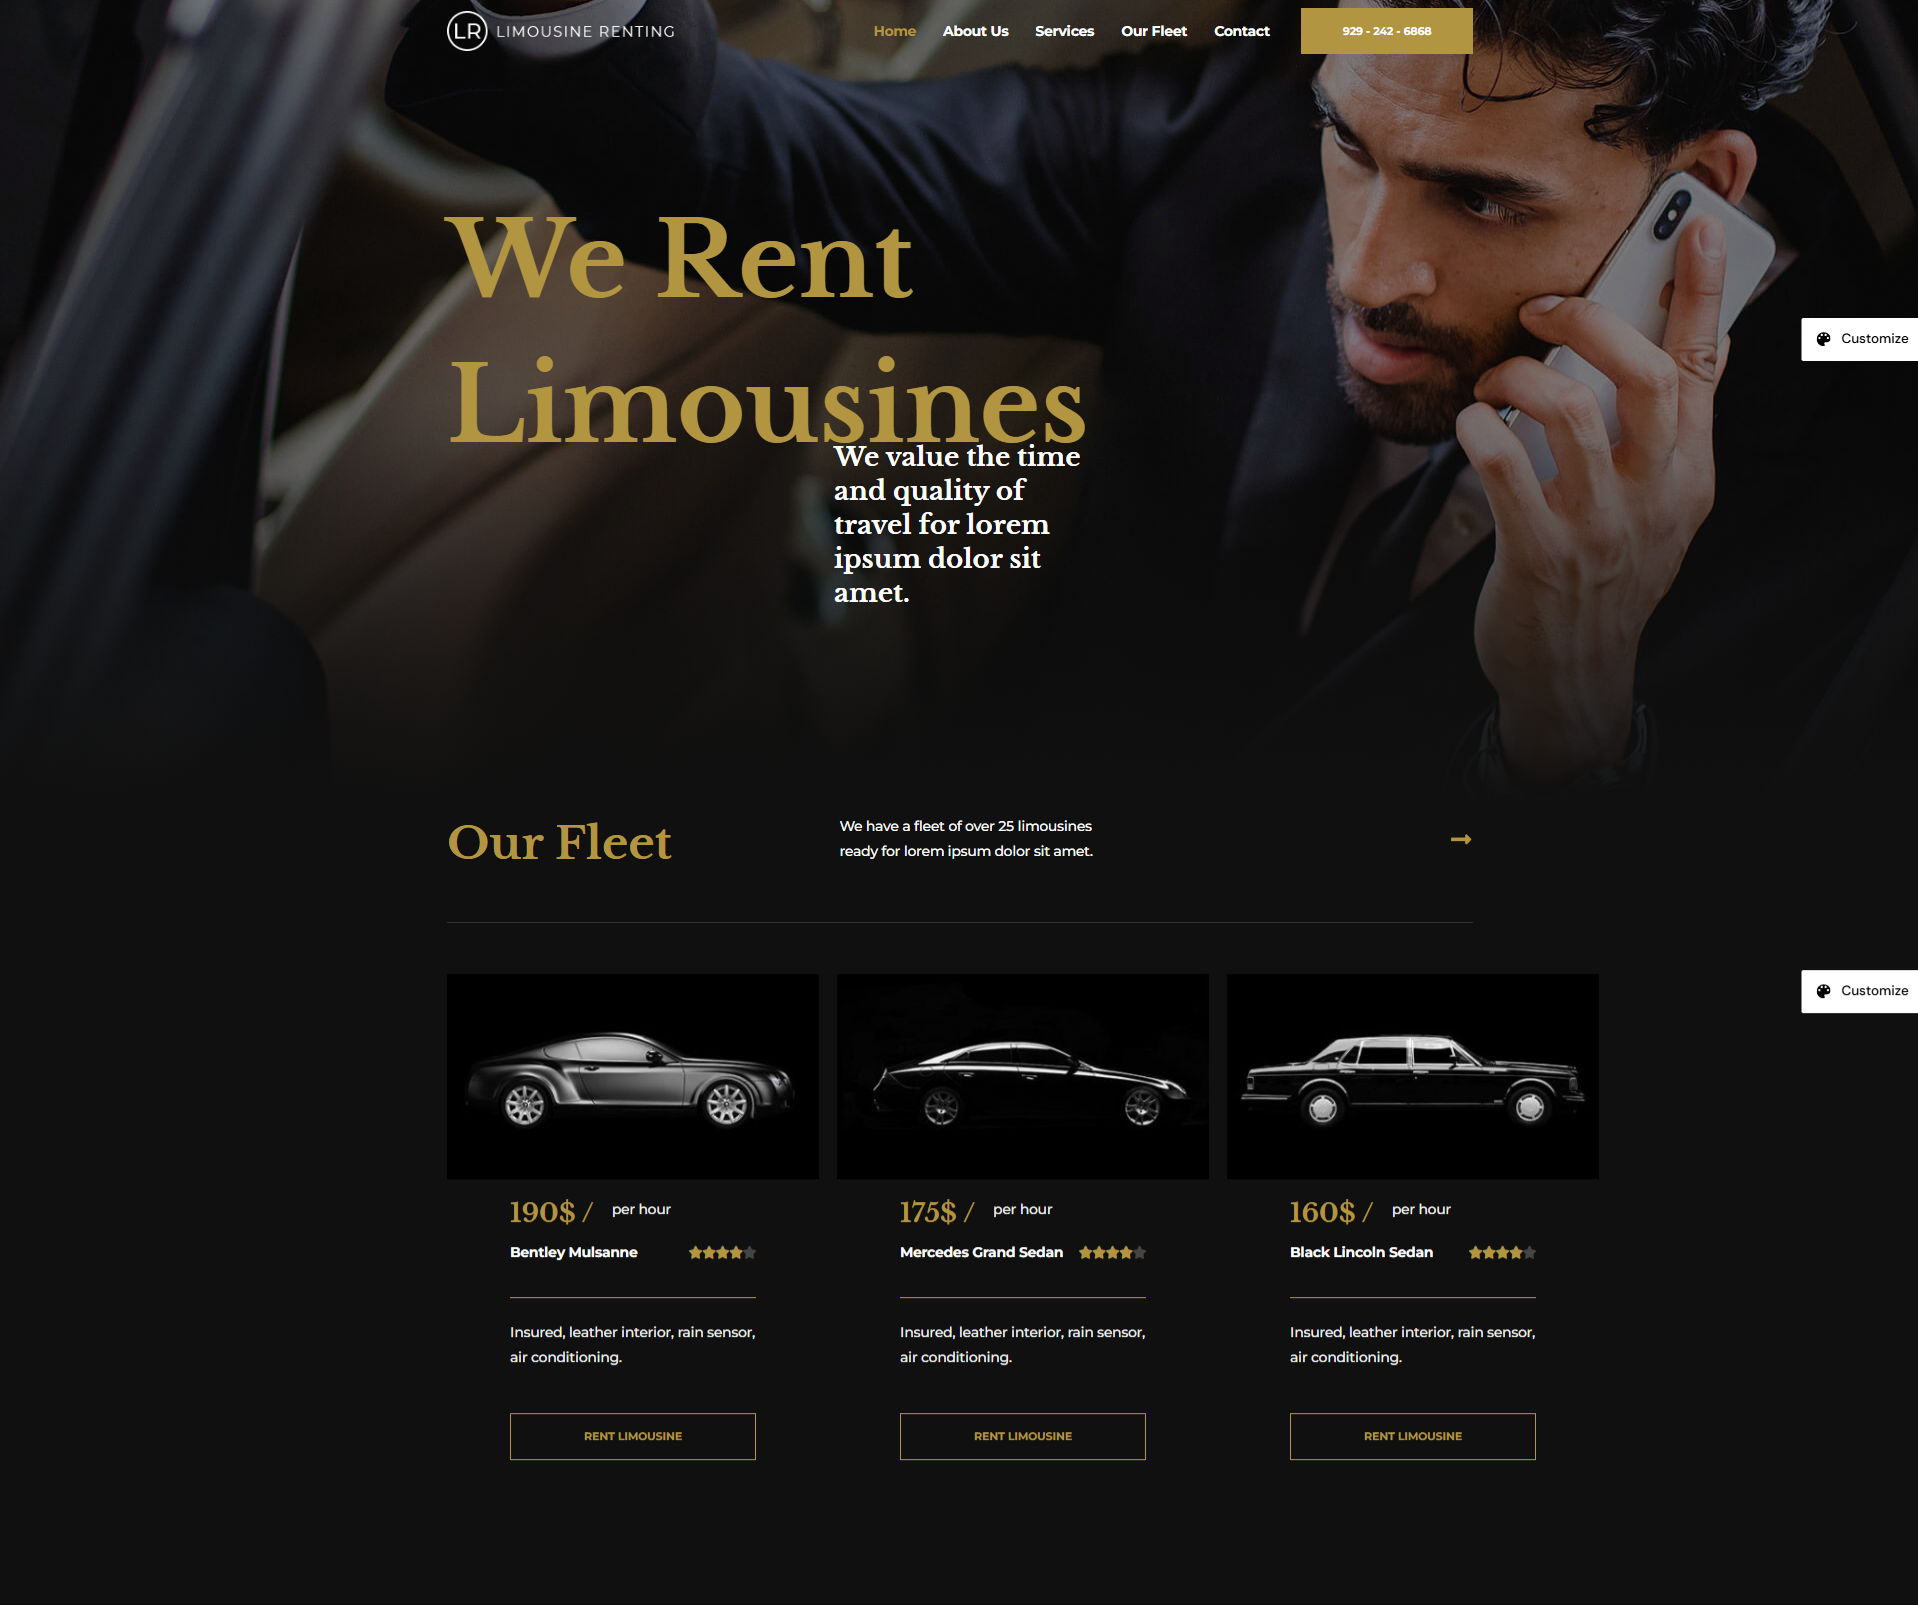 LR LIMOUSINE RENTING
Home About Us Services Our Fleet Contact 929 - 242 - 6868
We Rent
Limousines
We value the time
and quality of
travel for lorem
ipsum dolor sit
amet.
Customize
Our Fleet
We have a fleet of over 25 limousines
ready for lorem ipsum dolor sit amet.
Customize
190$ / per hour
Bentley Mulsanne
Insured, leather interior, rain sensor,
air conditioning.
RENT LIMOUSINE
175$ / per hour
Mercedes Grand Sedan
Insured, leather interior, rain sensor,
air conditioning.
RENT LIMOUSINE
160$ / per hour
Black Lincoln Sedan
Insured, leather interior, rain sensor,
air conditioning.
RENT LIMOUSINE